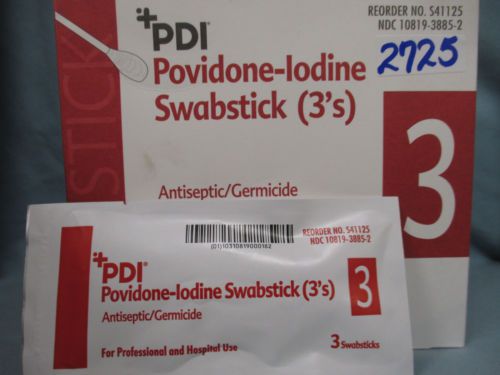 REORDER NO. S41125
NDC 10819-3885-2
2725
PDI
Povidone-Iodine
Swabstick (3's)
STICK
3
Antiseptic/Germicide
(01)10310819000162
REORDER NO. S41125
NDC 10819-3885-2
PDI
Povidone-Iodine Swabstick (3's)
3
Antiseptic/Germicide
For Professional and Hospital Use
3 Swabsticks